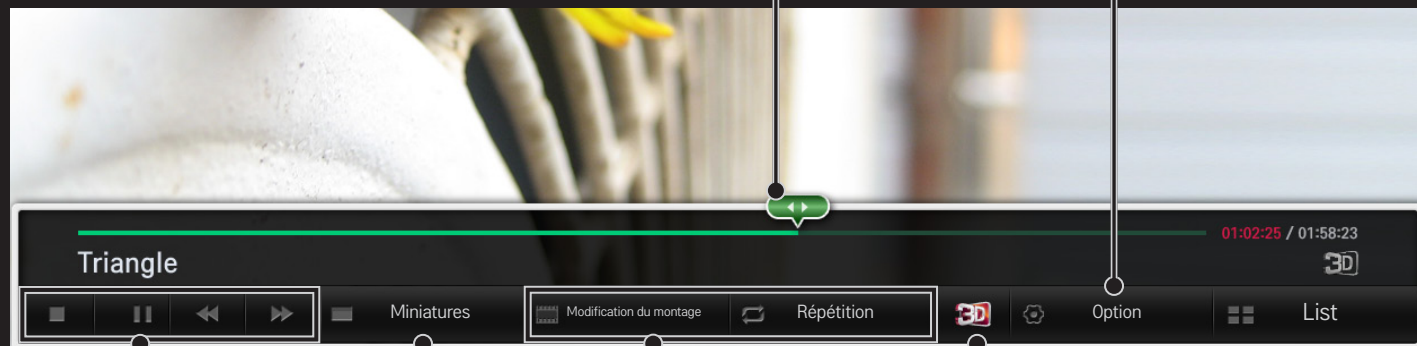 01:02:25 / 01:58:23
Triangle
3D
Miniatures
Modification du montage
Répétition
3D
Option
List